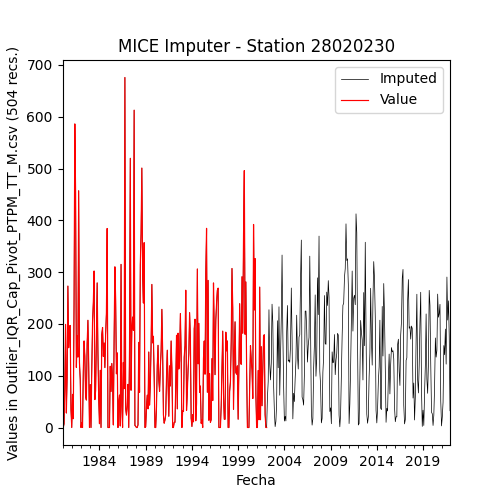 MICE Imputer - Station 28020230
Values in Outlier_IQR_Cap_Pivot_PTPM_TT_M.csv (504 recs.)
700
600
500
400
300
200
100
0
Imputed
Value
1984 1989 1994 1999 2004 2009 2014 2019
Fecha